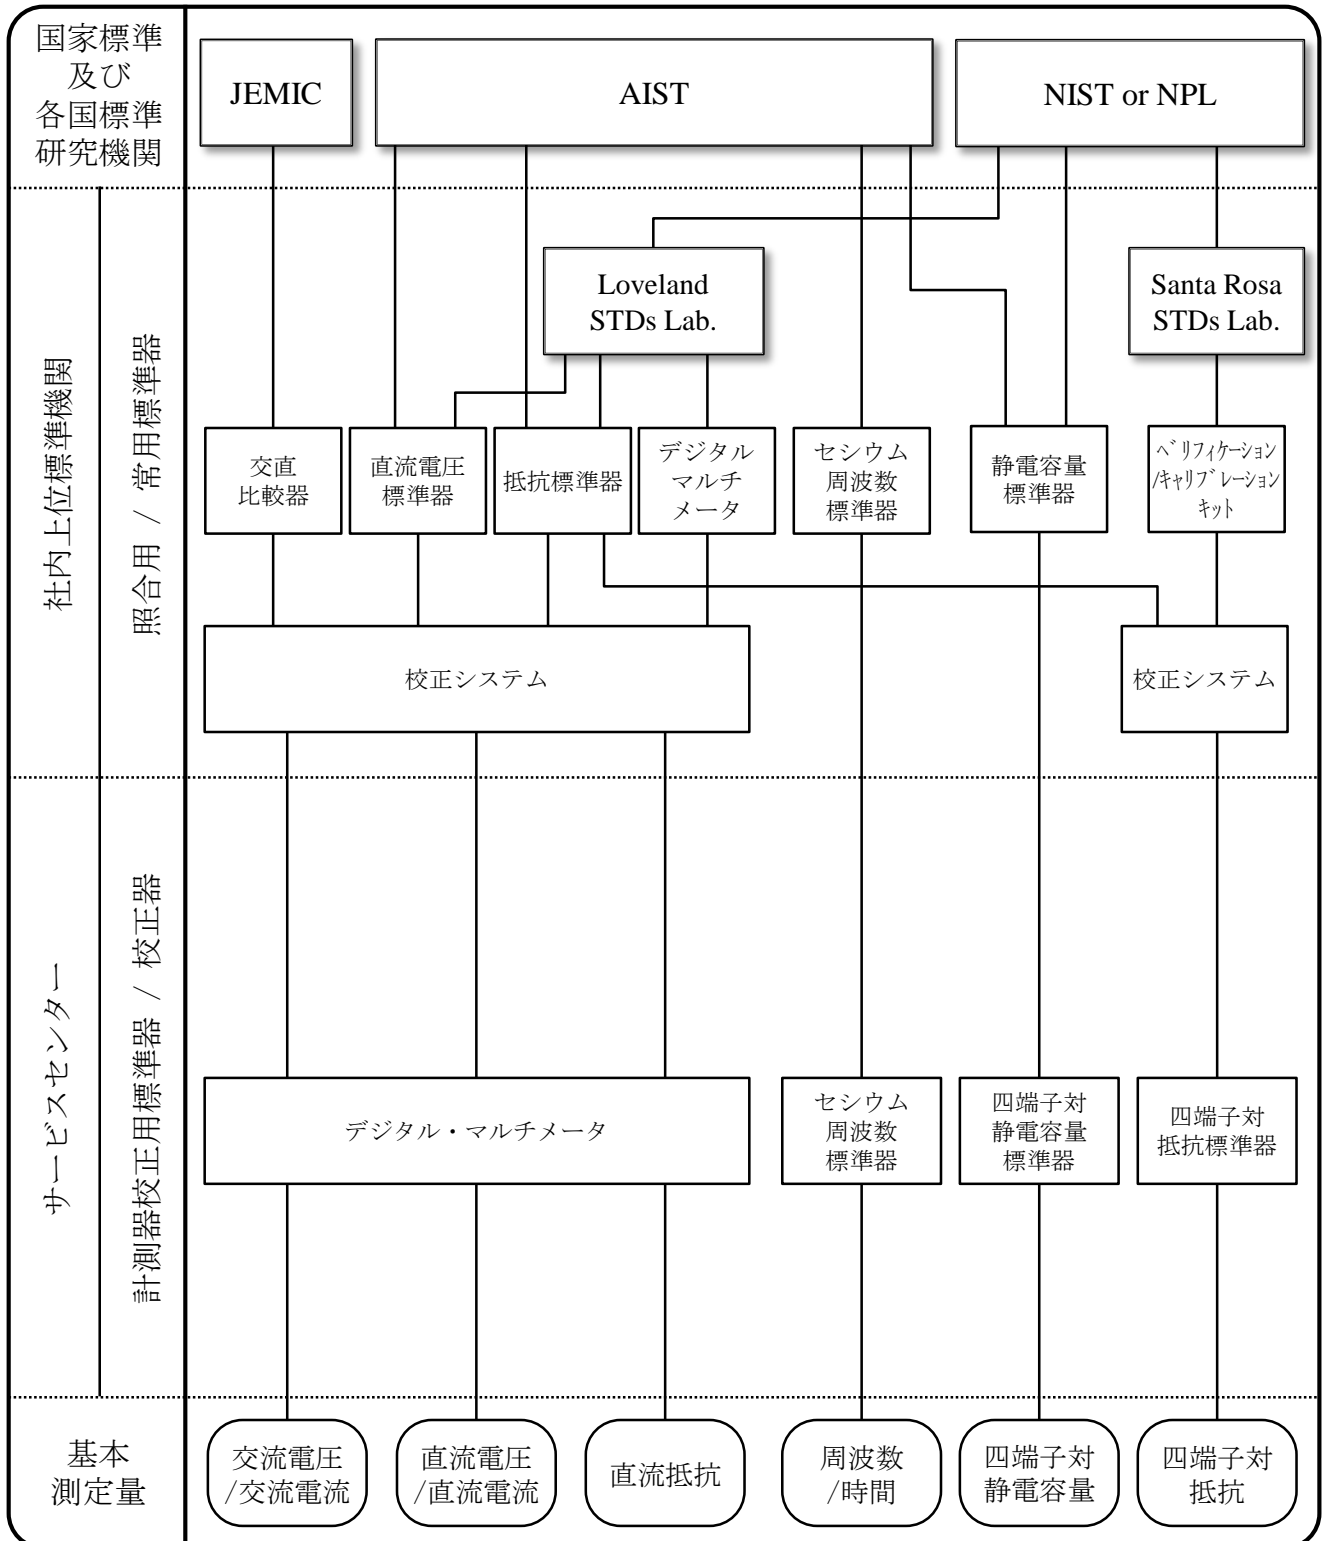 国家標準
及び
各国標準
研究機関
JEMIC
AIST
NIST or NPL
社内上位標準機関
照合用 / 常用標準器
Loveland
STDs Lab.
Santa Rosa
STDs Lab.
交直
比較器
直流電圧
標準器
抵抗標準器
デジタル
マルチ
メータ
セシウム
周波数
標準器
静電容量
標準器
ﾍﾞﾘﾌｨｹｰｼｮﾝ
/ｷｬﾘﾌﾞﾚｰｼｮﾝ
ｷｯﾄ
校正システム
校正システム
サービスセンター
計測器校正用標準器 / 校正器
デジタル・マルチメータ
セシウム
周波数
標準器
四端子対
静電容量
標準器
四端子対
抵抗標準器
基本
測定量
交流電圧
/交流電流
直流電圧
/直流電流
直流抵抗
周波数
/時間
四端子対
静電容量
四端子対
抵抗